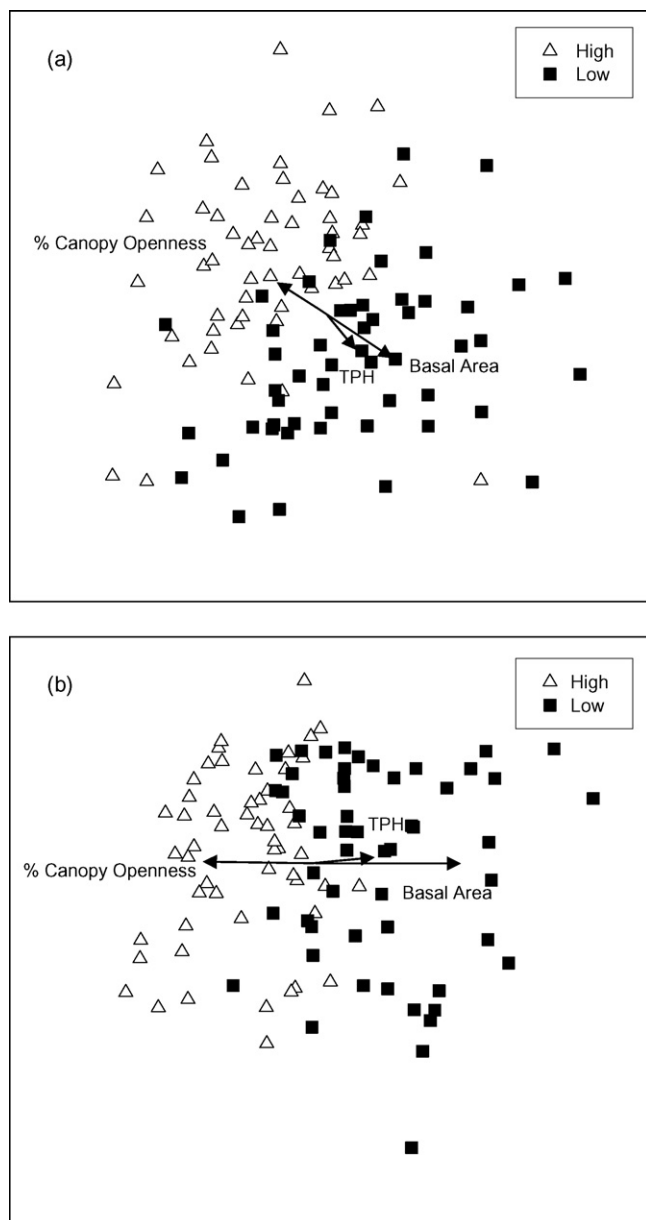 (a)
High
Low
% Canopy Openness
TPH
Basal Area
(b)
High
Low
TPH
% Canopy Openness
Basal Area